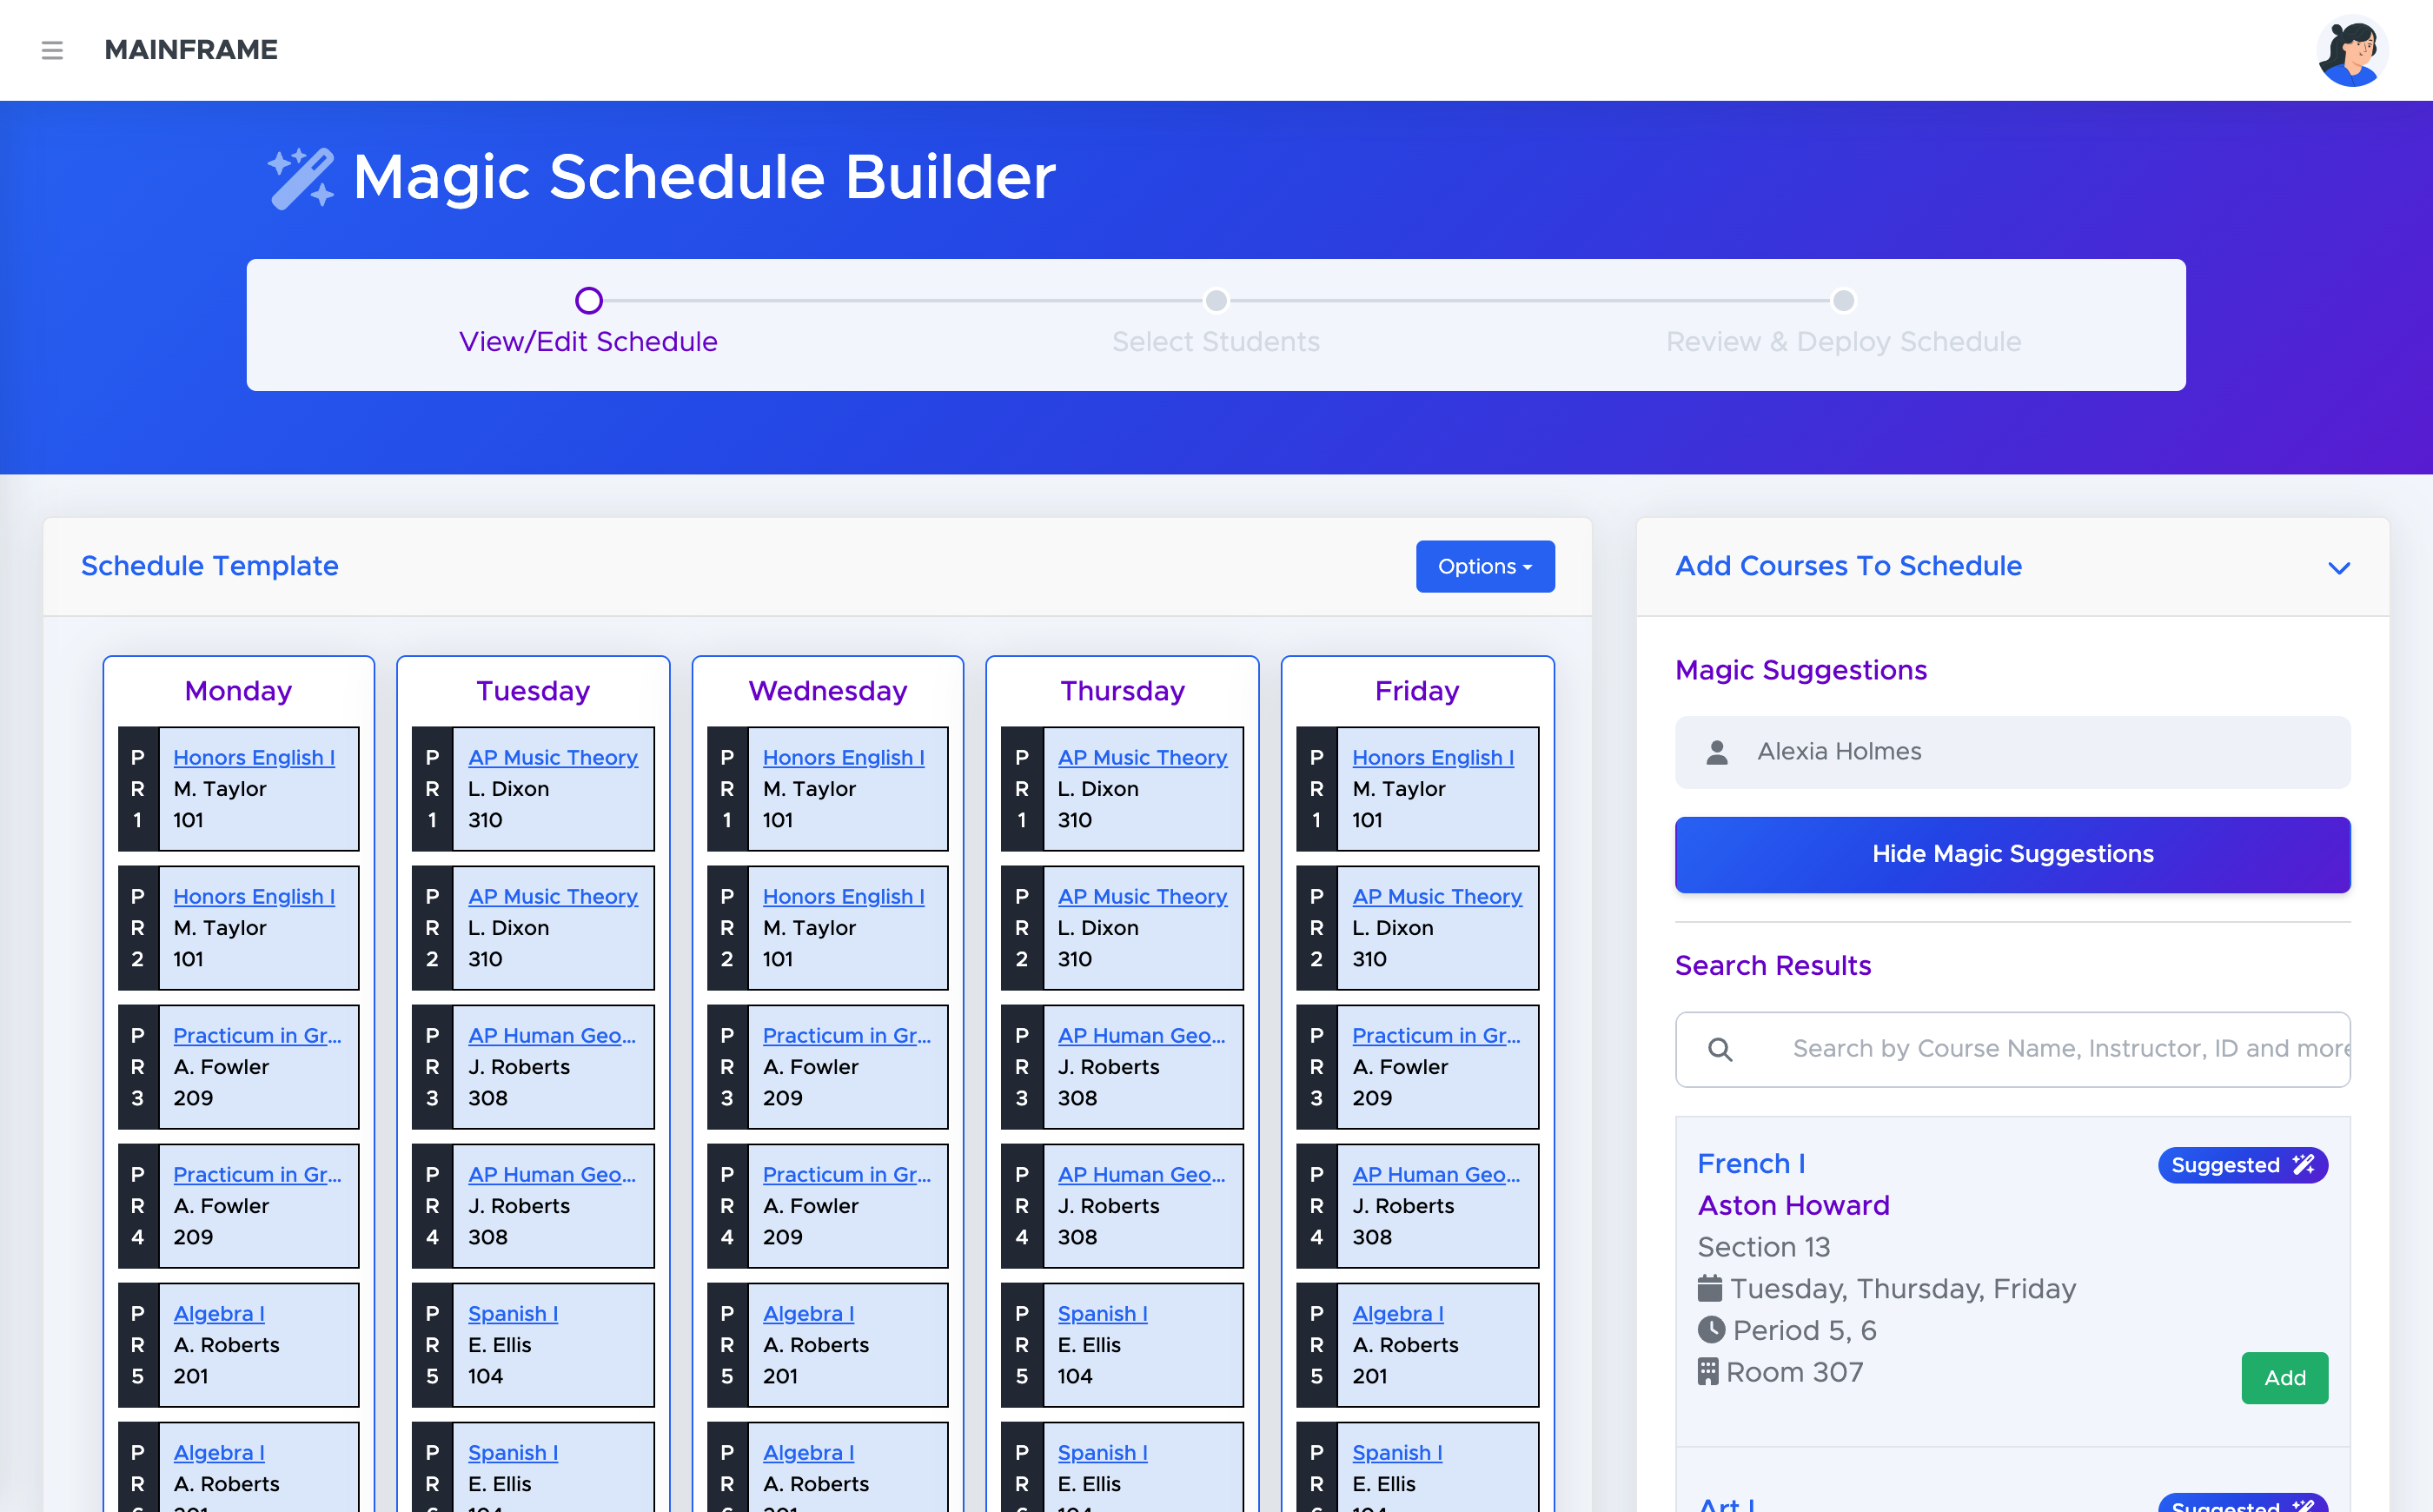 MAINFRAME
Magic Schedule Builder
View/Edit Schedule
Select Students
Review & Deploy Schedule
Schedule Template
Options
Monday
PR1
Honors English I
M. Taylor
101
PR2
Honors English I
M. Taylor
101
PR3
Practicum in Gr...
A. Fowler
209
PR4
Practicum in Gr...
A. Fowler
209
PR5
Algebra I
A. Roberts
201
PR
Algebra I
A. Roberts
Tuesday
PR1
AP Music Theory
L. Dixon
310
PR2
AP Music Theory
L. Dixon
310
PR3
AP Human Geo...
J. Roberts
308
PR4
AP Human Geo...
J. Roberts
308
PR5
Spanish I
E. Ellis
104
PR
Spanish I
E. Ellis
Wednesday
PR1
Honors English I
M. Taylor
101
PR2
Honors English I
M. Taylor
101
PR3
Practicum in Gr...
A. Fowler
209
PR4
Practicum in Gr...
A. Fowler
209
PR5
Algebra I
A. Roberts
201
PR
Algebra I
A. Roberts
Thursday
PR1
AP Music Theory
L. Dixon
310
PR2
AP Music Theory
L. Dixon
310
PR3
AP Human Geo...
J. Roberts
308
PR4
AP Human Geo...
J. Roberts
308
PR5
Spanish I
E. Ellis
104
PR
Spanish I
E. Ellis
Friday
PR1
Honors English I
M. Taylor
101
PR2
AP Music Theory
L. Dixon
310
PR3
Practicum in Gr...
A. Fowler
209
PR4
AP Human Geo...
J. Roberts
308
PR5
Algebra I
A. Roberts
201
PR
Spanish I
E. Ellis
Add Courses To Schedule
Magic Suggestions
Alexia Holmes
Hide Magic Suggestions
Search Results
Search by Course Name, Instructor, ID and more
French I
Suggested
Aston Howard
Section 13
Tuesday, Thursday, Friday
Period 5, 6
Room 307
Add
Art I
Suggested